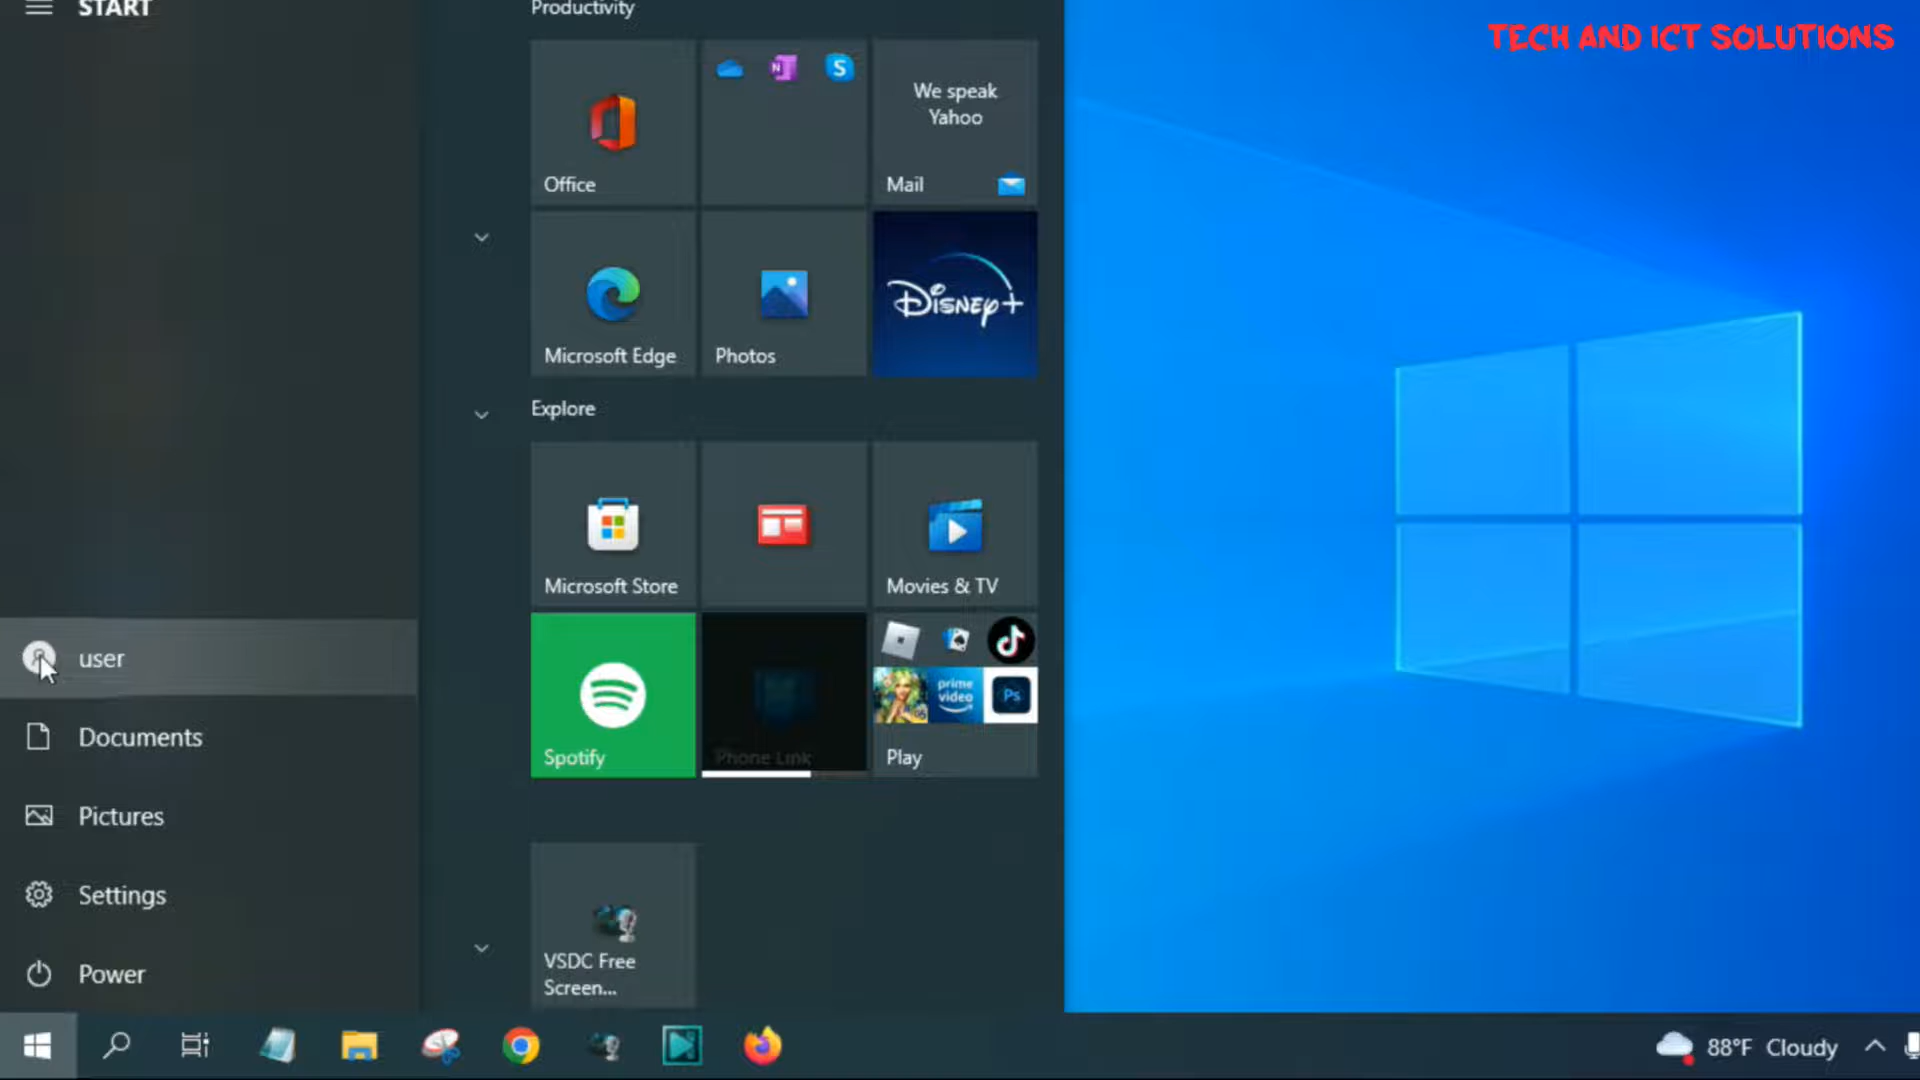 START
Productivity
TECH AND ICT SOLUTIONS
N
S
We speak
Yahoo
Office
Mail
Microsoft Edge
Photos
Disney+
Explore
Microsoft Store
Movies & TV
user
prime
video
Ps
Spotify
Phone Link
Play
Documents
Pictures
Settings
VSDC Free
Screen...
Power
88°F Cloudy